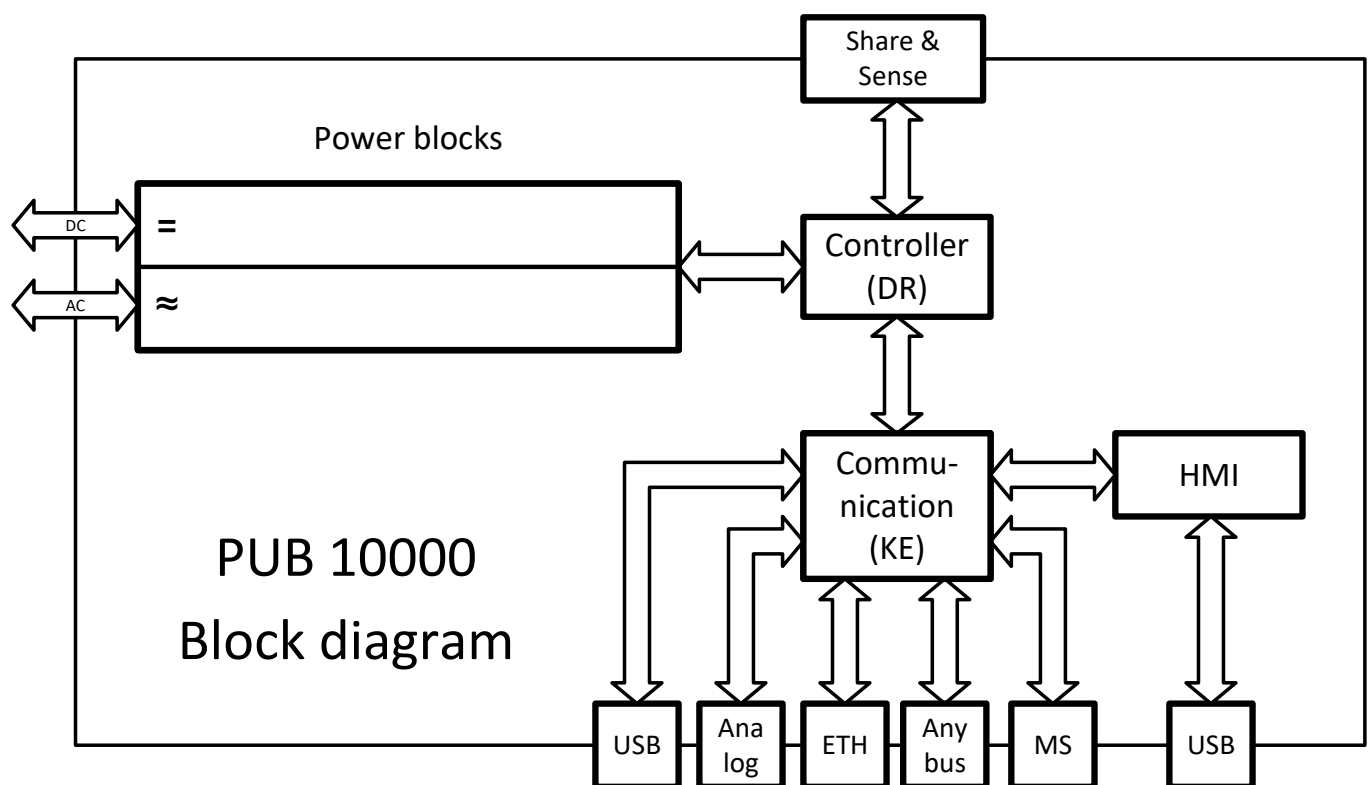 Share &
Sense
Power blocks
DC
=
Controller
(DR)
AC
≈
Commu-
nication
(KE)
HMI
PUB 10000
Block diagram
USB
Ana
log
ETH
Any
bus
MS
USB